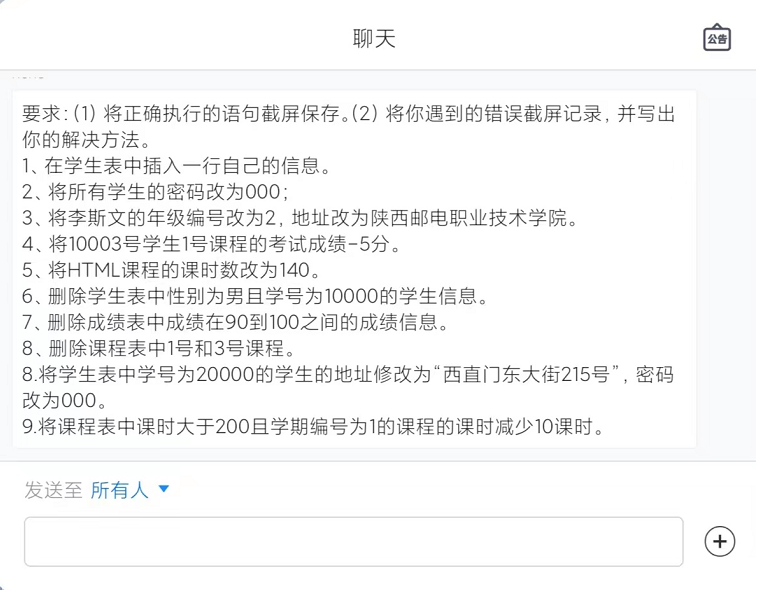 聊天
公告
要求:(1) 将正确执行的语句截屏保存。(2) 将你遇到的错误截屏记录, 并写出
你的解决方法。
1、在学生表中插入一行自己的信息。
2、将所有学生的密码改为000;
3、将李斯文的年级编号改为2, 地址改为陕西邮电职业技术学院。
4、将10003号学生1号课程的考试成绩-5分。
5、将HTML课程的课时数改为140。
6、删除学生表中性别为男且学号为10000的学生信息。
7、删除成绩表中成绩在90到100之间的成绩信息。
8、删除课程表中1号和3号课程。
8.将学生表中学号为20000的学生的地址修改为“西直门东大街215号”, 密码
改为000。
9.将课程表中课时大于200且学期编号为1的课程的课时减少10课时。
发送至 所有人